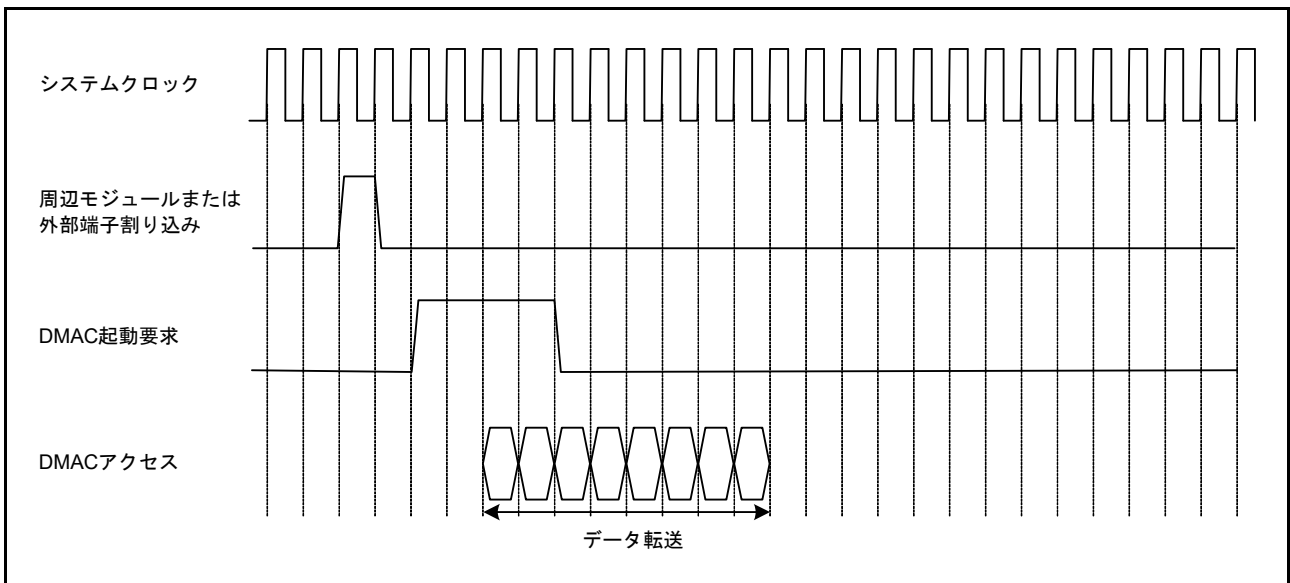 システムクロック
周辺モジュールまたは
外部端子割り込み
DMAC起動要求
DMACアクセス
データ転送